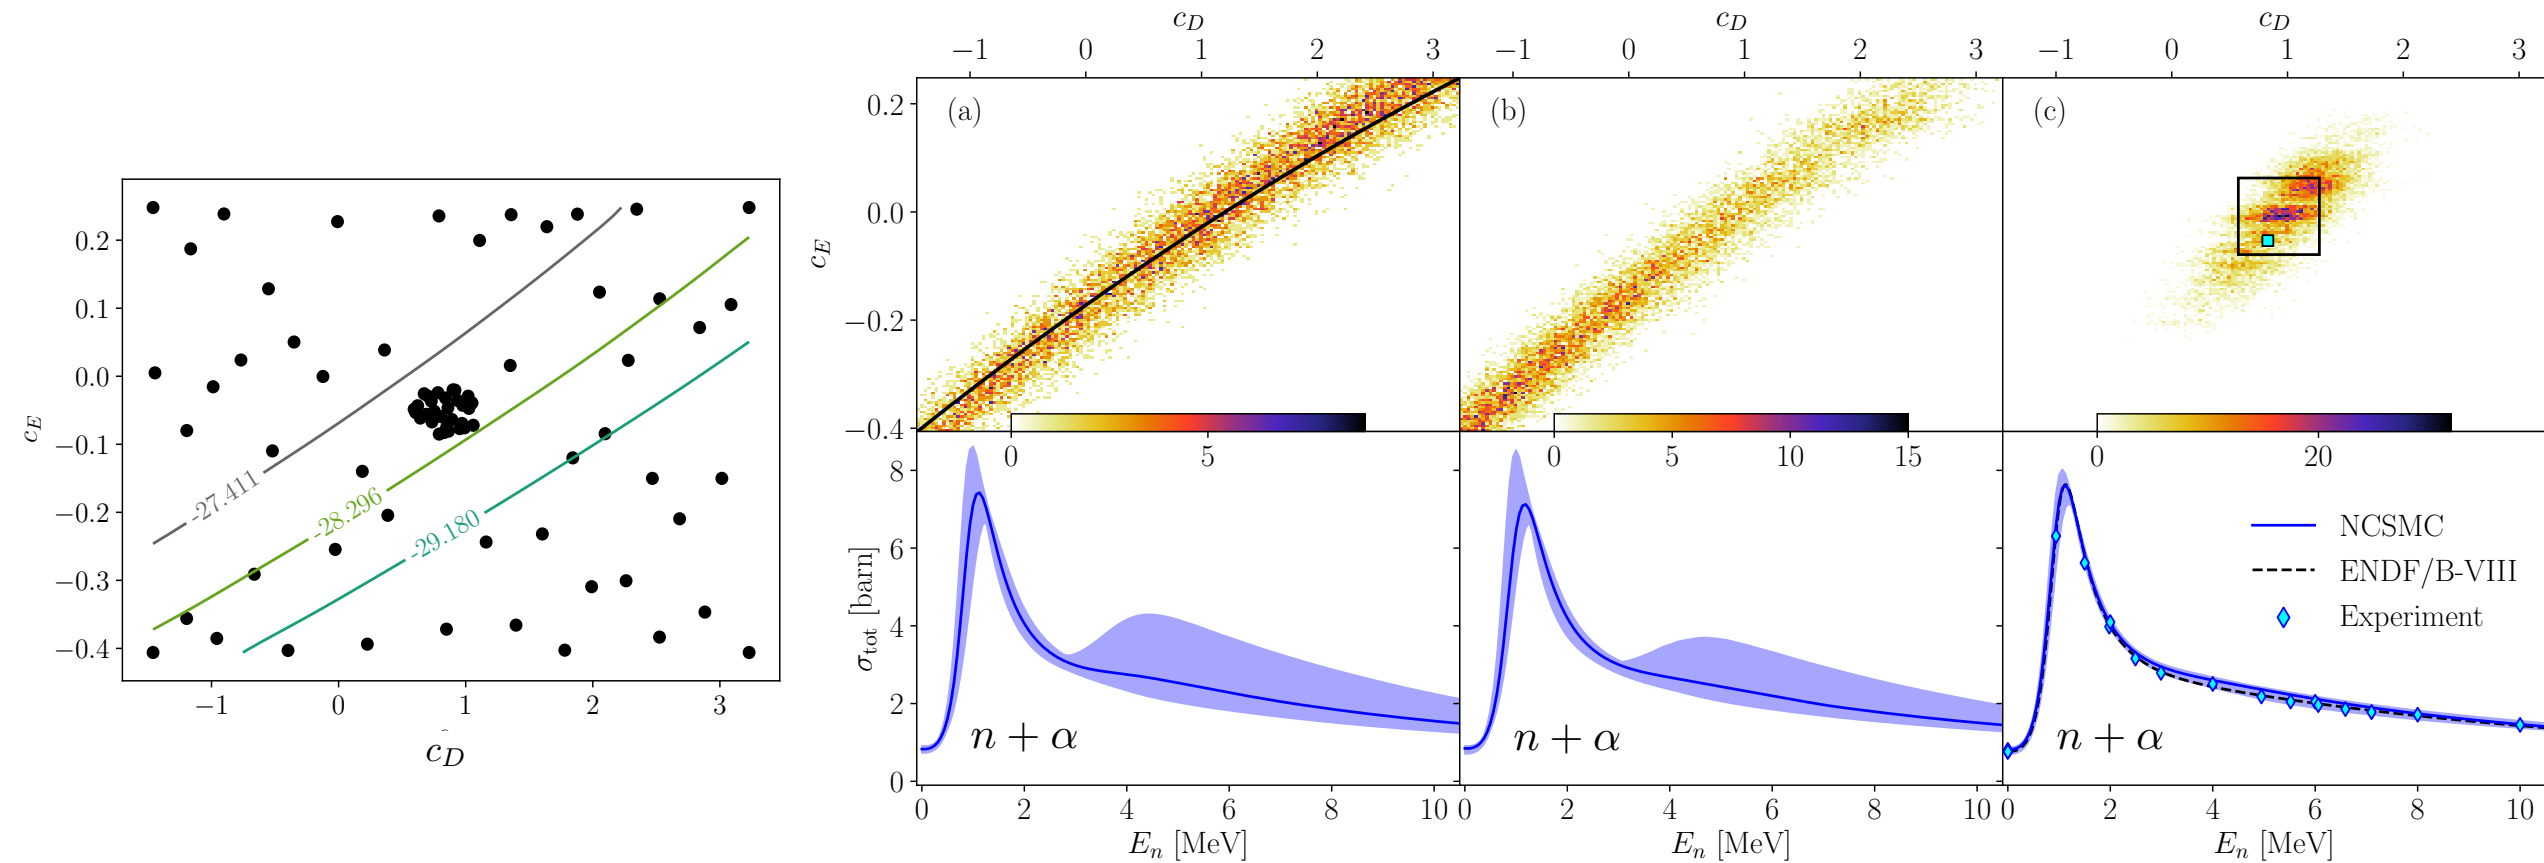 0.2
0.1
0.0
−0.1
−0.2
−0.3
−0.4
c_E
-27.411
-28.296
-29.180
−1 0 1 2 3
c_D
c_D
−1 0 1 2 3
c_D
−1 0 1 2 3
c_D
−1 0 1 2 3
0.2
0.0
−0.2
−0.4
c_E
(a)
(b)
(c)
0 5
0 5 10 15
0 20
8
6
4
2
0
σ_tot [barn]
n + α
n + α
n + α
NCSMC
ENDF/B-VIII
Experiment
0 2 4 6 8 10
0 2 4 6 8 10
0 2 4 6 8 10
E_n [MeV]
E_n [MeV]
E_n [MeV]